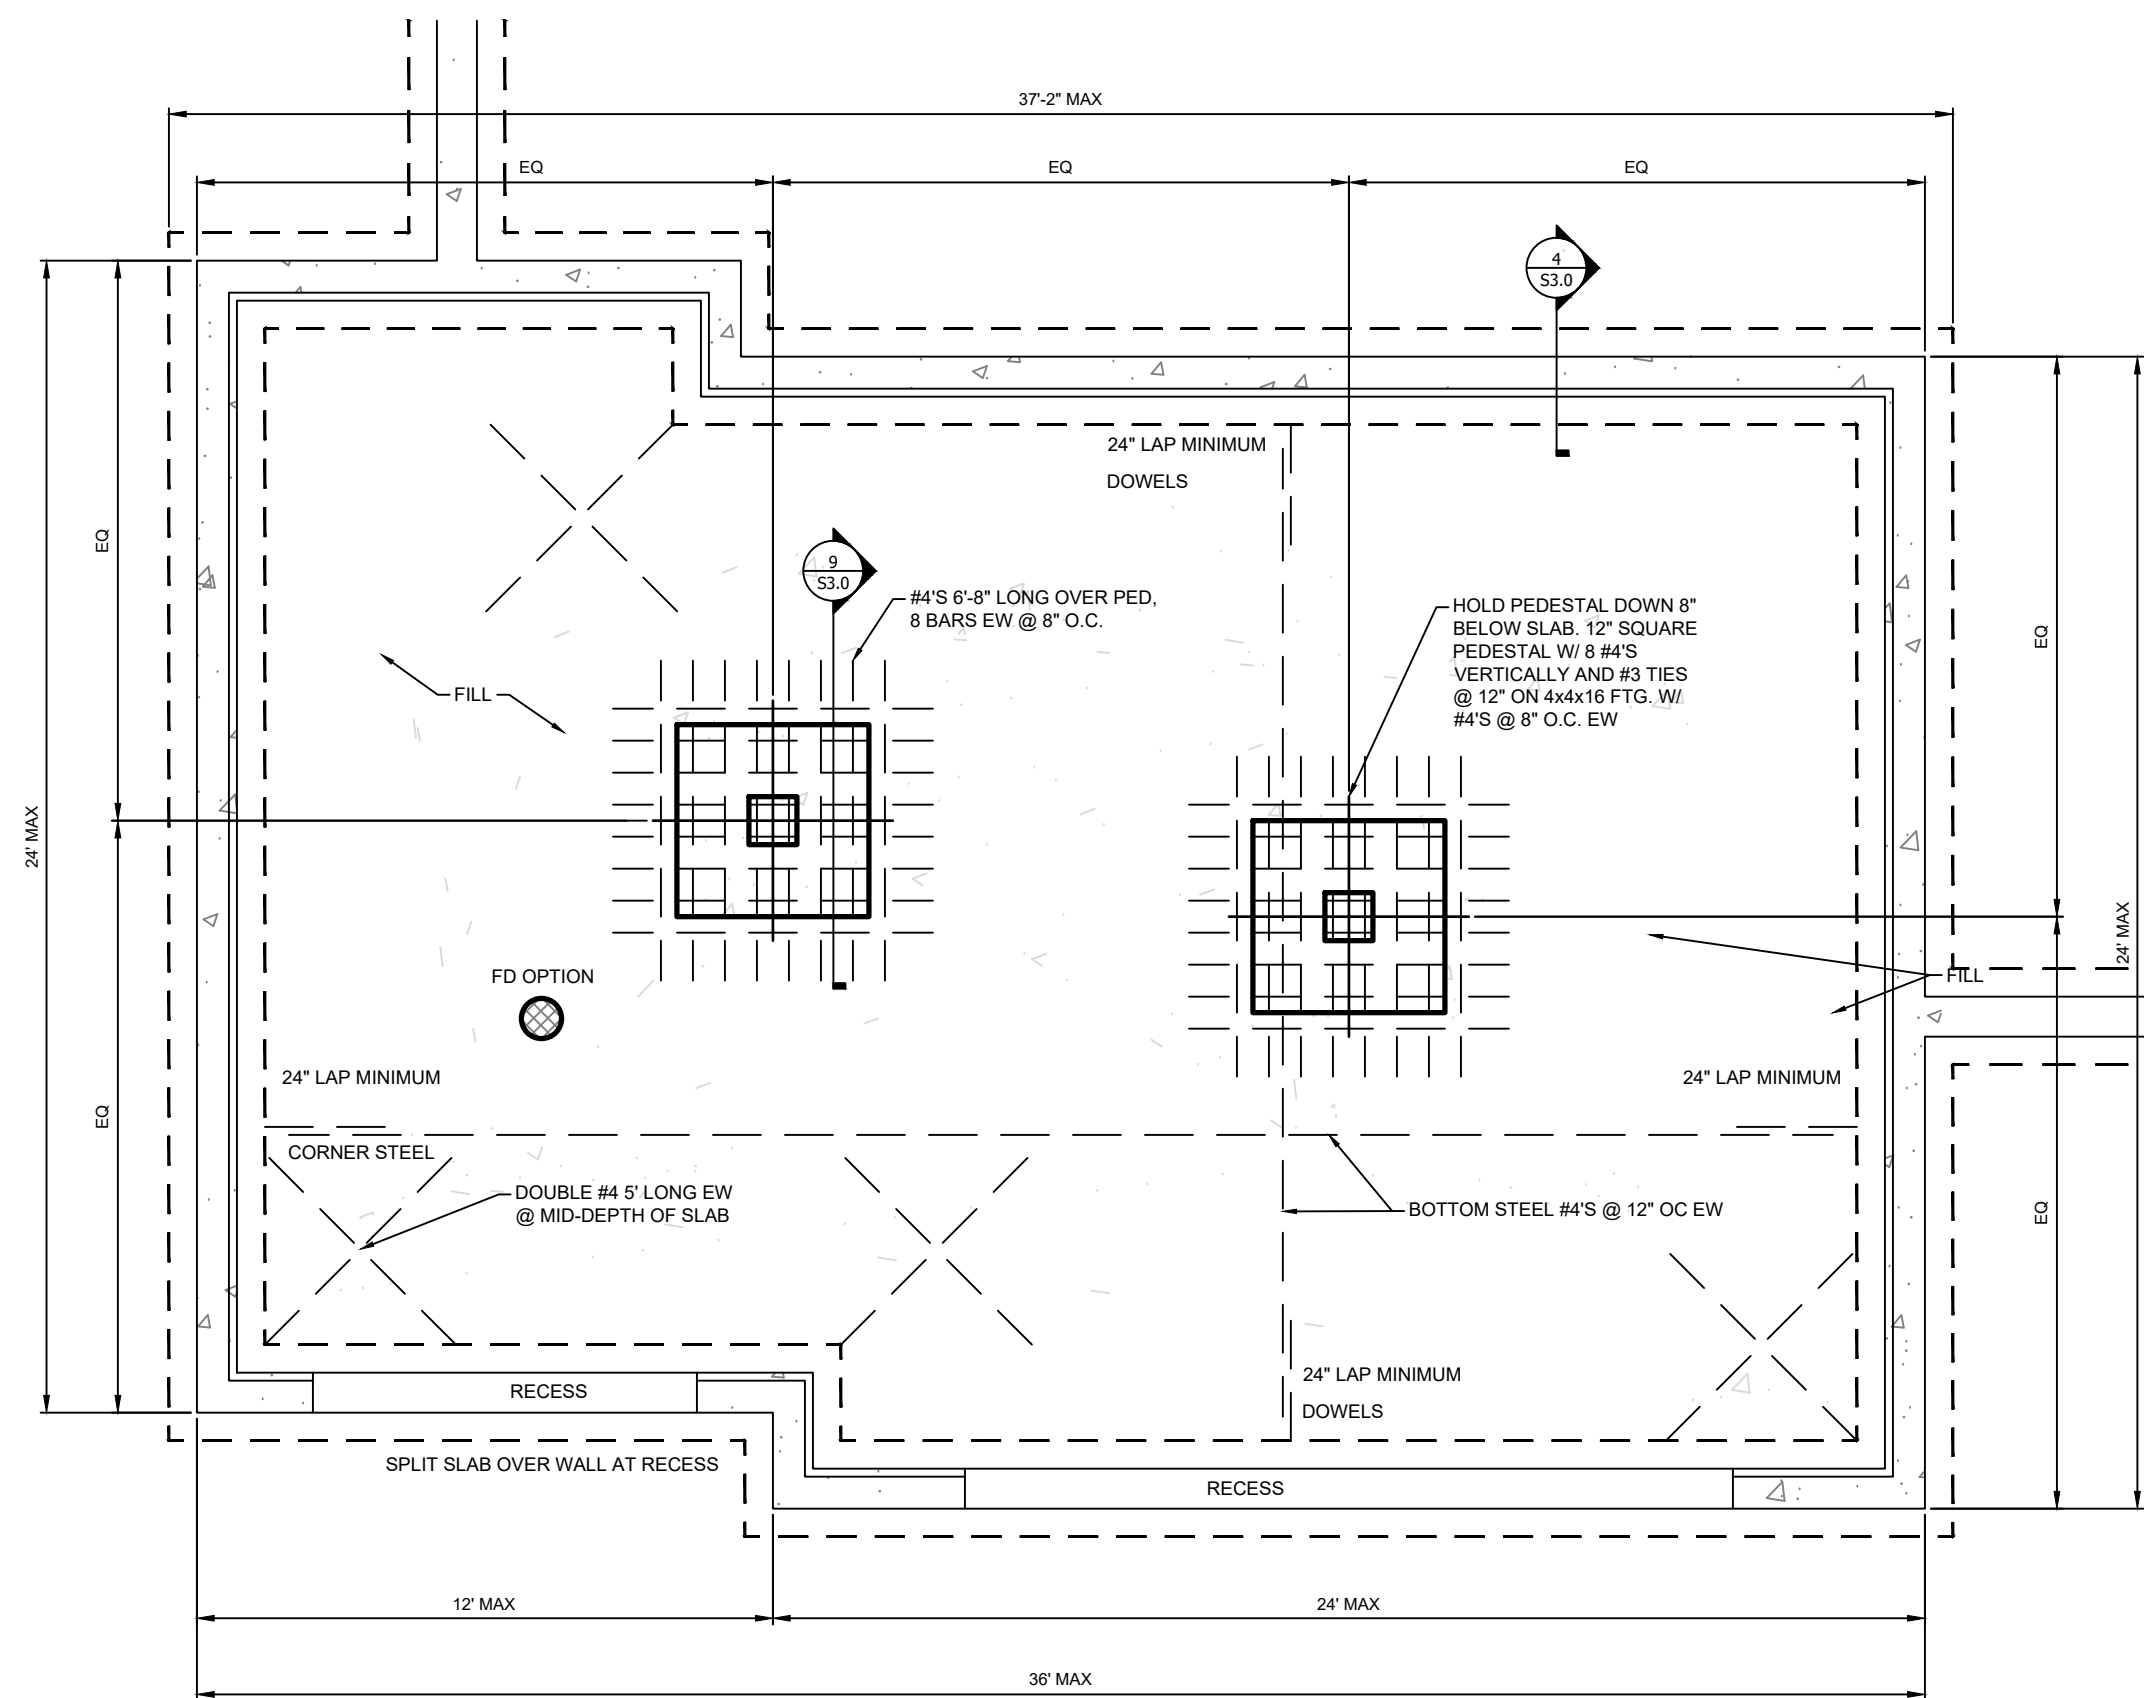 37'-2" MAX
EQ
EQ
EQ
4
S3.0
24" LAP MINIMUM
DOWELS
EQ
9
S3.0
#4'S 6'-8" LONG OVER PED,
8 BARS EW @ 8" O.C.
HOLD PEDESTAL DOWN 8"
BELOW SLAB. 12" SQUARE
PEDESTAL W/ 8 #4'S
VERTICALLY AND #3 TIES
@ 12" ON 4x4x16 FTG. W/
#4'S @ 8" O.C. EW
EQ
FILL
24' MAX
24' MAX
FD OPTION
FILL
24" LAP MINIMUM
24" LAP MINIMUM
EQ
CORNER STEEL
DOUBLE #4 5' LONG EW
@ MID-DEPTH OF SLAB
BOTTOM STEEL #4'S @ 12" OC EW
EQ
24" LAP MINIMUM
DOWELS
RECESS
SPLIT SLAB OVER WALL AT RECESS
RECESS
12' MAX
24' MAX
36' MAX